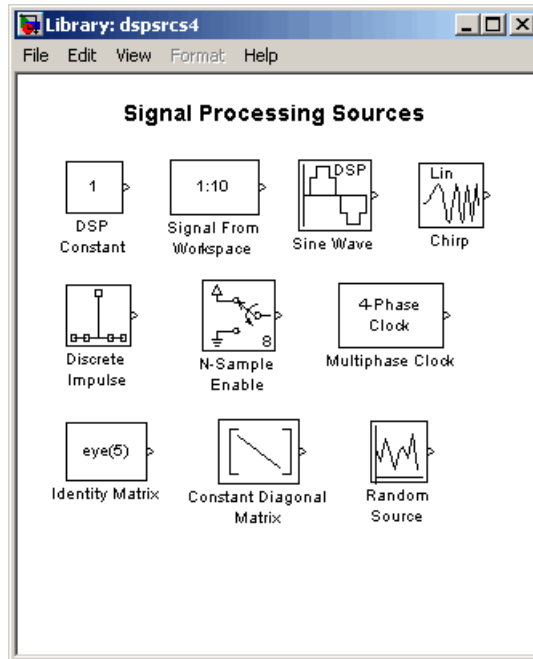 Library: dspsrcs4
File Edit View Format Help
Signal Processing Sources
1
DSP
Constant
1:10
Signal From
Workspace
DSP
Sine Wave
Lin
Chirp
Discrete
Impulse
8
N-Sample
Enable
4-Phase
Clock
Multiphase Clock
eye(5)
Identity Matrix
Constant Diagonal
Matrix
Random
Source